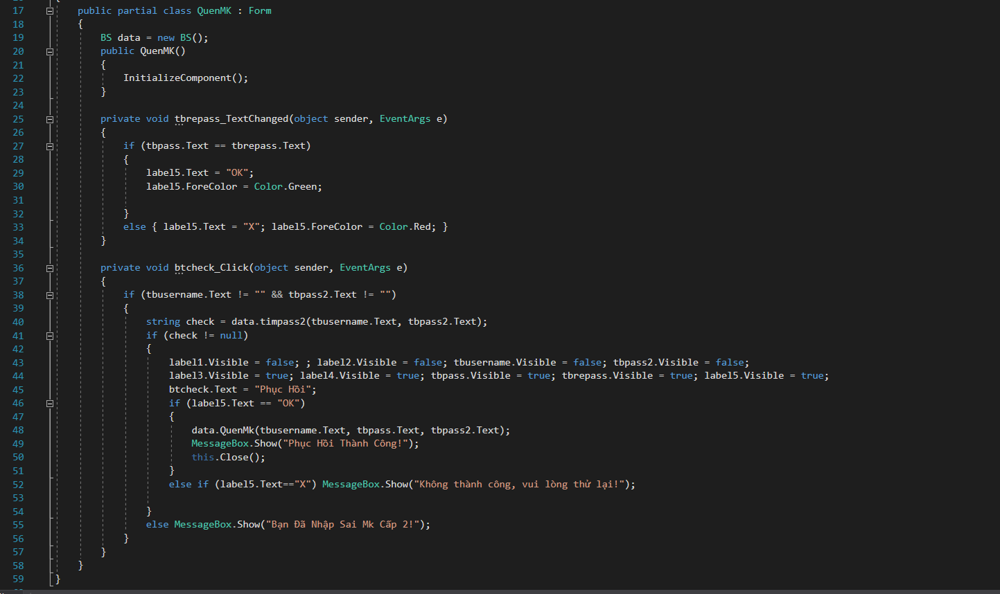 17 public partial class QuenMK : Form
18 {
19 BS data = new BS();
20 public QuenMK()
21 {
22 InitializeComponent();
23 }
24
25 private void tbrepass_TextChanged(object sender, EventArgs e)
26 {
27 if (tbpass.Text == tbrepass.Text)
28 {
29 label5.Text = "OK";
30 label5.ForeColor = Color.Green;
31
32 }
33 else { label5.Text = "X"; label5.ForeColor = Color.Red; }
34 }
35
36 private void btcheck_Click(object sender, EventArgs e)
37 {
38 if (tbusername.Text != "" && tbpass2.Text != "")
39 {
40 string check = data.timpass2(tbusername.Text, tbpass2.Text);
41 if (check != null)
42 {
43 label1.Visible = false; ; label2.Visible = false; tbusername.Visible = false; tbpass2.Visible = false;
44 label3.Visible = true; label4.Visible = true; tbpass.Visible = true; tbrepass.Visible = true; label5.Visible = true;
45 btcheck.Text = "Phục Hồi";
46 if (label5.Text == "OK")
47 {
48 data.QuenMk(tbusername.Text, tbpass.Text, tbpass2.Text);
49 MessageBox.Show("Phục Hồi Thành Công!");
50 this.Close();
51 }
52 else if (label5.Text=="X") MessageBox.Show("Không thành công, vui lòng thử lại!");
53
54 }
55 else MessageBox.Show("Bạn Đã Nhập Sai Mk Cấp 2!");
56 }
57 }
58 }
59 }